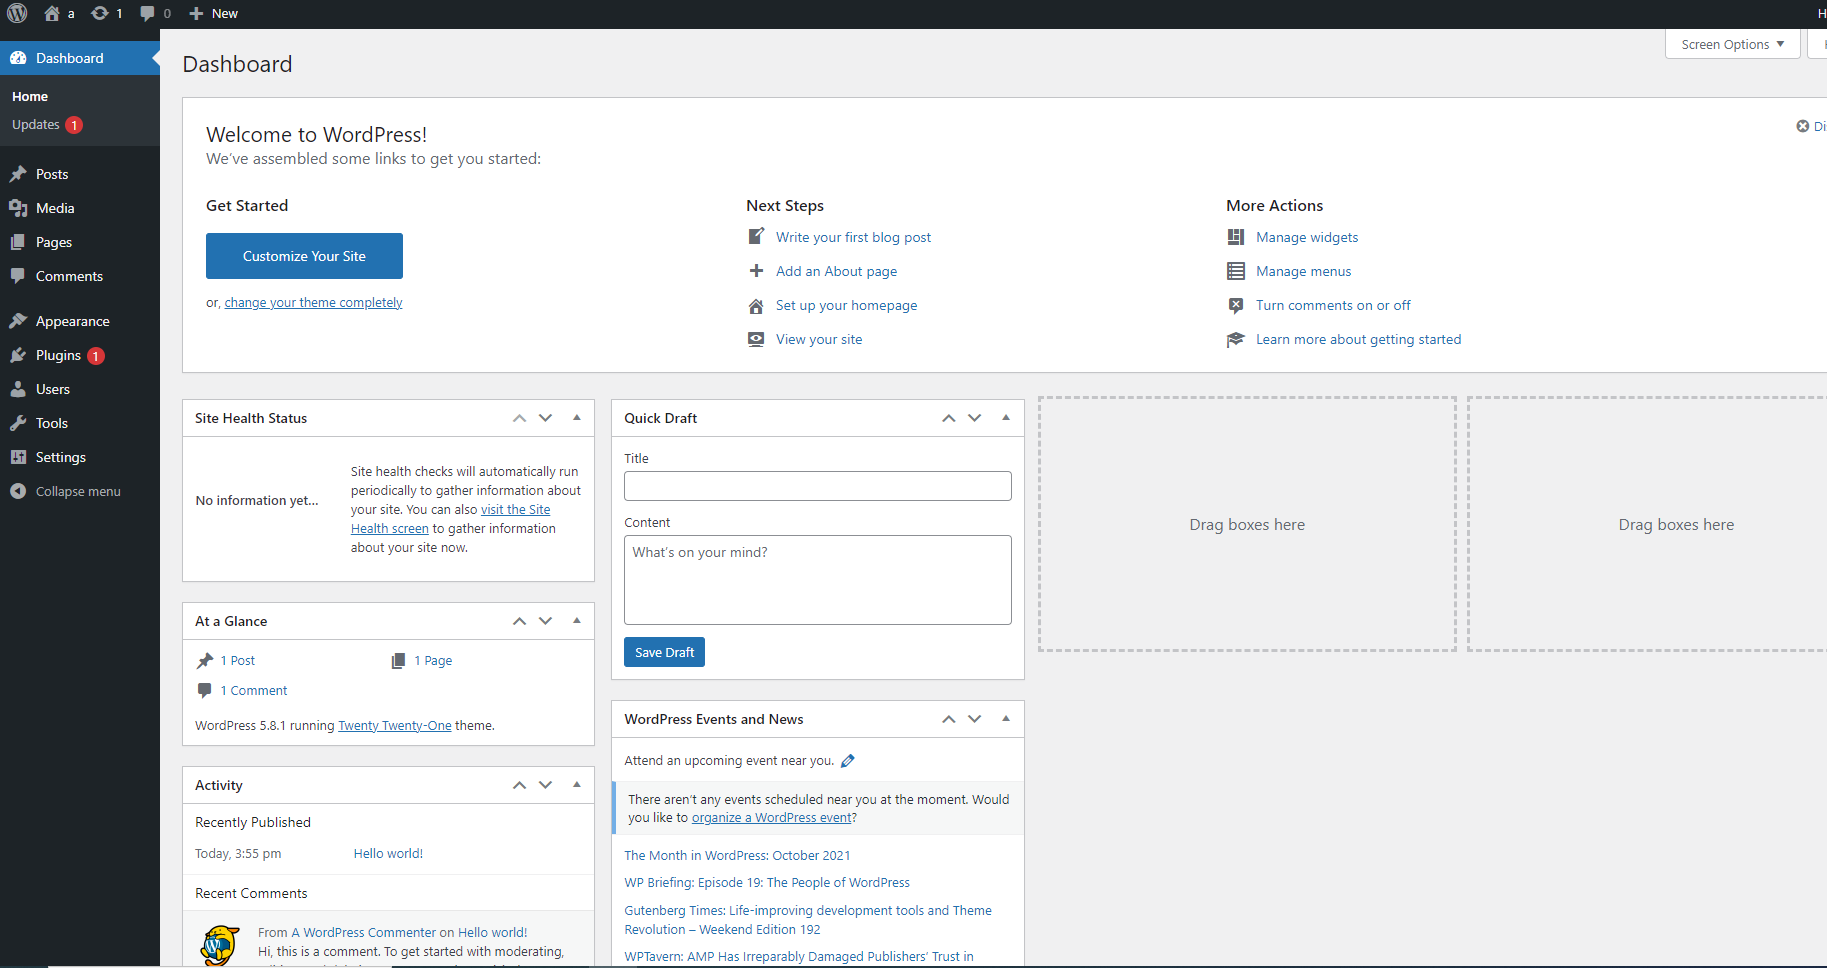 a 1 0 New
Dashboard
Home
Updates 1
Posts
Media
Pages
Comments
Appearance
Plugins 1
Users
Tools
Settings
Collapse menu
Screen Options
Dashboard
Welcome to WordPress!
We've assembled some links to get you started:
Get Started
Customize Your Site
or, change your theme completely
Next Steps
Write your first blog post
Add an About page
Set up your homepage
View your site
More Actions
Manage widgets
Manage menus
Turn comments on or off
Learn more about getting started
Site Health Status
No information yet...
Site health checks will automatically run
periodically to gather information about
your site. You can also visit the Site
Health screen to gather information
about your site now.
At a Glance
1 Post
1 Page
1 Comment
WordPress 5.8.1 running Twenty Twenty-One theme.
Activity
Recently Published
Today, 3:55 pm Hello world!
Recent Comments
From A WordPress Commenter on Hello world!
Hi, this is a comment. To get started with moderating,
Quick Draft
Title
Content
What's on your mind?
Save Draft
WordPress Events and News
Attend an upcoming event near you.
There aren't any events scheduled near you at the moment. Would
you like to organize a WordPress event?
The Month in WordPress: October 2021
WP Briefing: Episode 19: The People of WordPress
Gutenberg Times: Life-improving development tools and Theme
Revolution – Weekend Edition 192
WPTavern: AMP Has Irreparably Damaged Publishers' Trust in
Drag boxes here
Drag boxes here